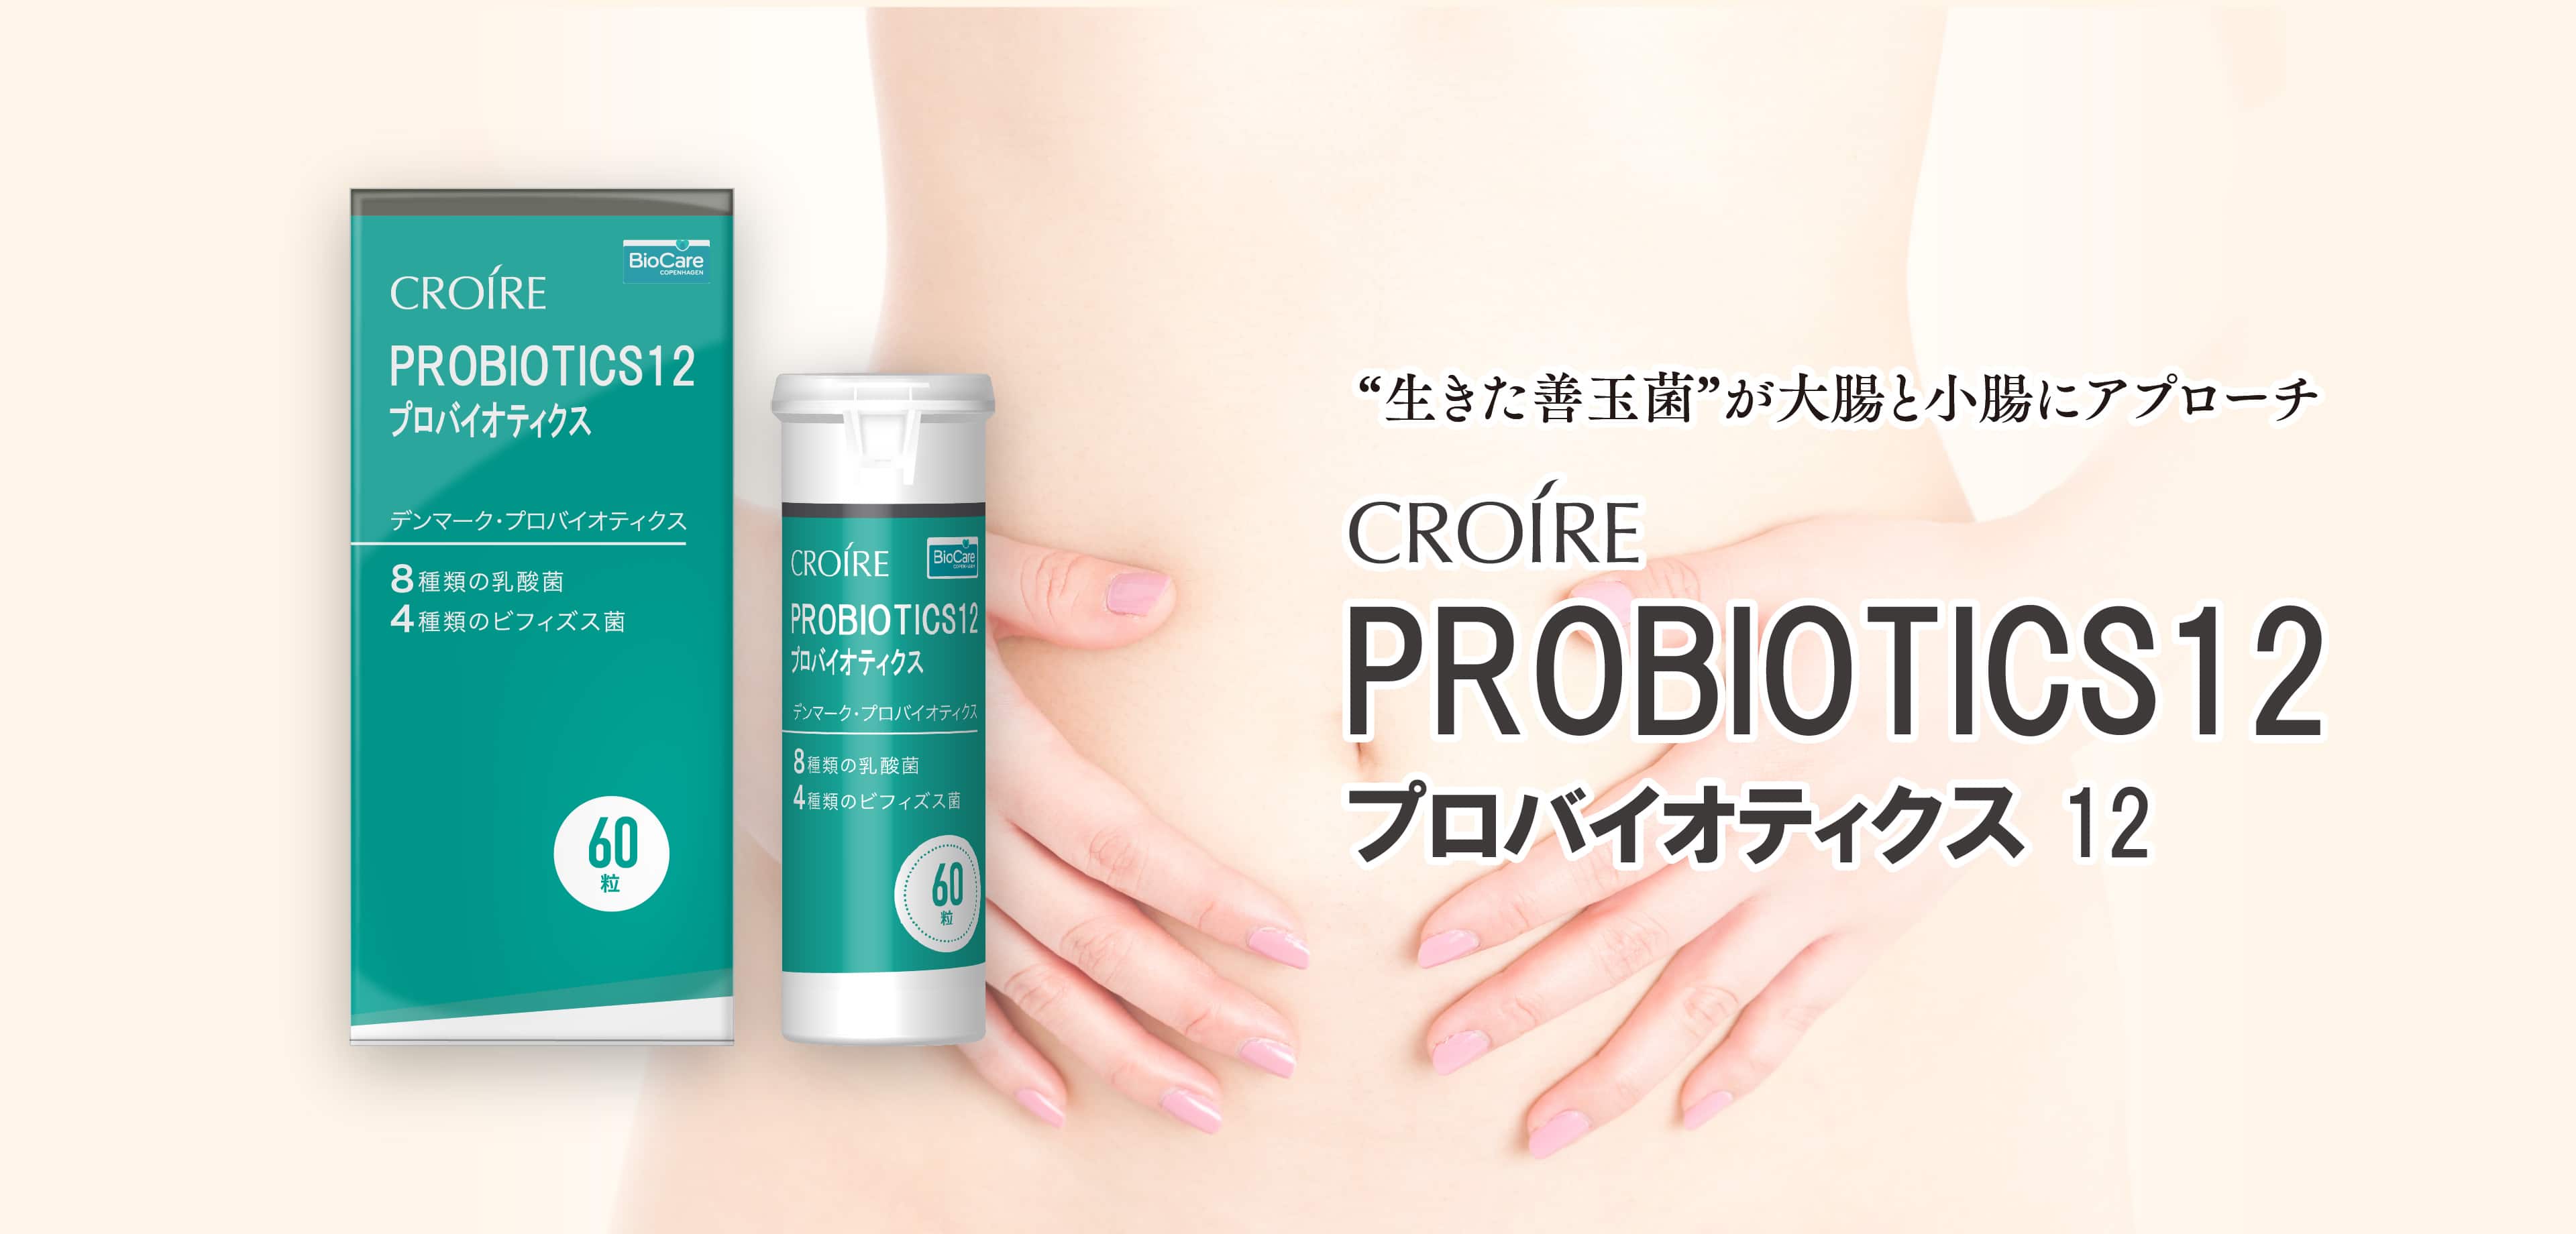 BioCare
COPENHAGEN
CROÍRE
PROBIOTICS12
プロバイオティクス
デンマーク・プロバイオティクス
8種類の乳酸菌
4種類のビフィズス菌
60
粒
CROÍRE
BioCare
COPENHAGEN
PROBIOTICS12
プロバイオティクス
デンマーク・プロバイオティクス
8種類の乳酸菌
4種類のビフィズス菌
60
粒
“生きた善玉菌”が大腸と小腸にアプローチ
CROÍRE
PROBIOTICS12
プロバイオティクス 12